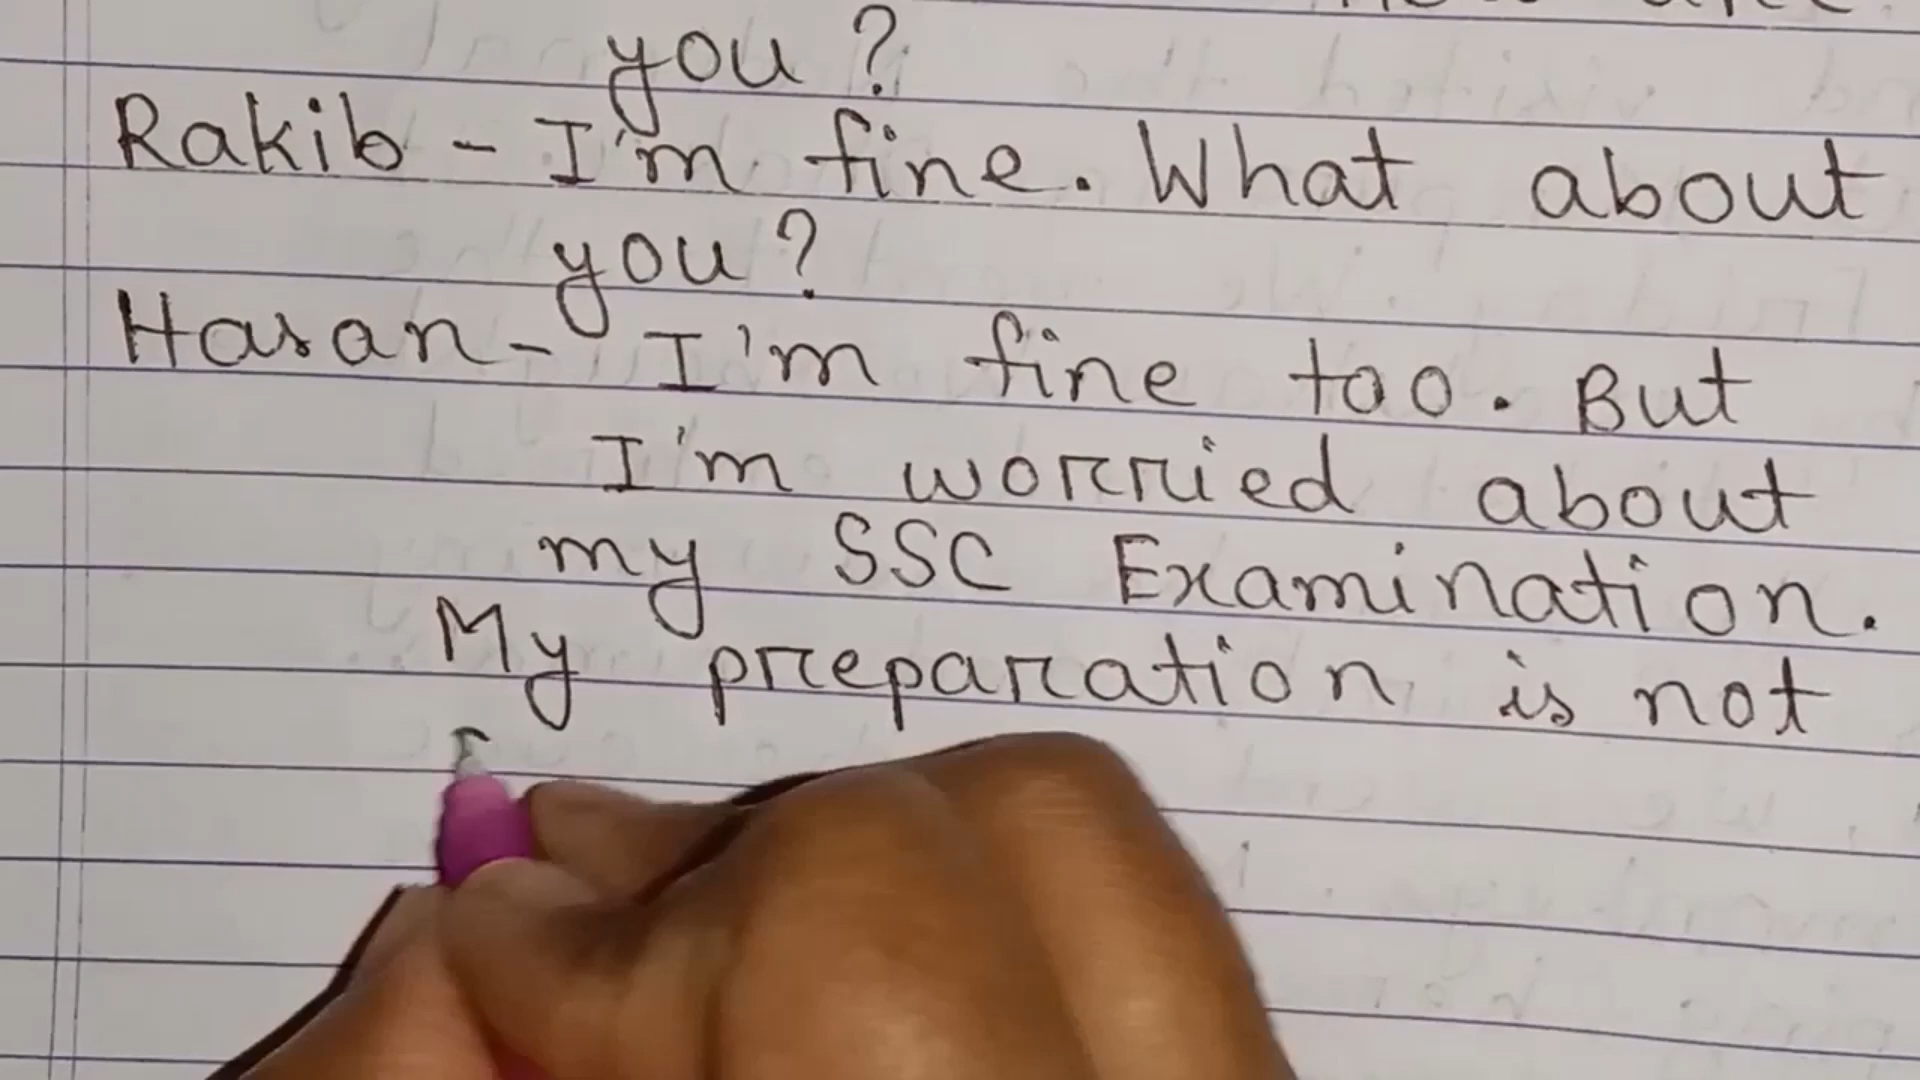 you?
Rakib - I'm fine. What about
you?
Hasan - I'm fine too. But
I'm worried about
my SSC Examination.
My preparation is not